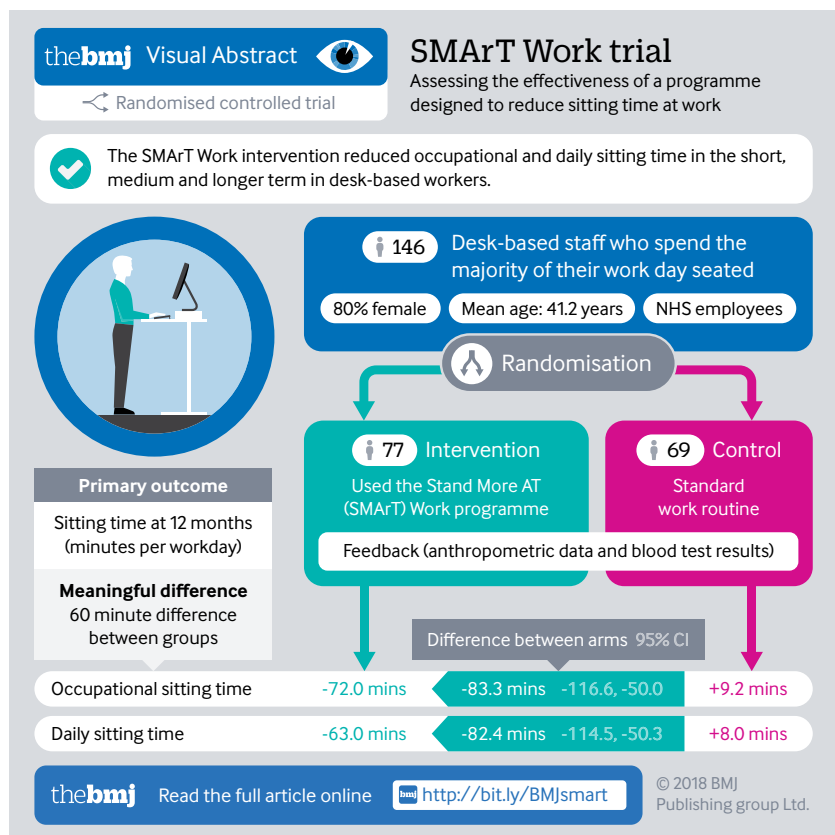 thebmj Visual Abstract
Randomised controlled trial
SMArT Work trial
Assessing the effectiveness of a programme
designed to reduce sitting time at work
The SMArT Work intervention reduced occupational and daily sitting time in the short,
medium and longer term in desk-based workers.
146 Desk-based staff who spend the
majority of their work day seated
80% female Mean age: 41.2 years NHS employees
Randomisation
77 Intervention
Used the Stand More AT
(SMArT) Work programme
69 Control
Standard
work routine
Feedback (anthropometric data and blood test results)
Primary outcome
Sitting time at 12 months
(minutes per workday)
Meaningful difference
60 minute difference
between groups
Difference between arms 95% CI
Occupational sitting time -72.0 mins -83.3 mins -116.6, -50.0 +9.2 mins
Daily sitting time -63.0 mins -82.4 mins -114.5, -50.3 +8.0 mins
thebmj Read the full article online bmj http://bit.ly/BMJsmart
© 2018 BMJ
Publishing group Ltd.